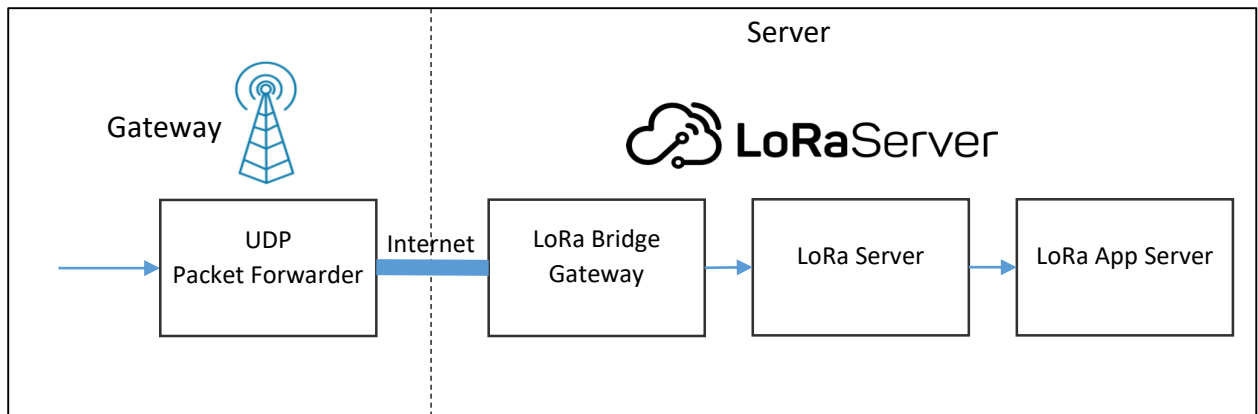 Server
Gateway
LoRaServer
UDP
Packet Forwarder
Internet
LoRa Bridge
Gateway
LoRa Server
LoRa App Server